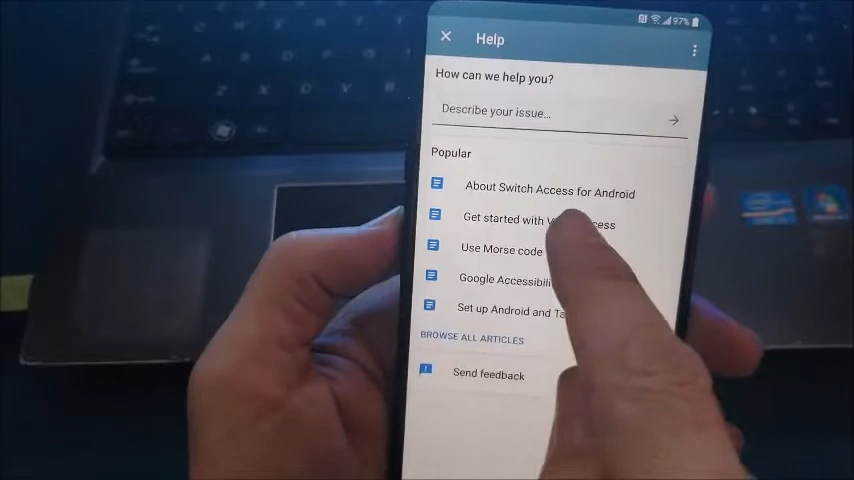 97%
Help
How can we help you?
Describe your issue...
Popular
About Switch Access for Android
Get started with
Use Morse code
Google
Set up Android and
BROWSE ALL ARTICLES
Send feedback